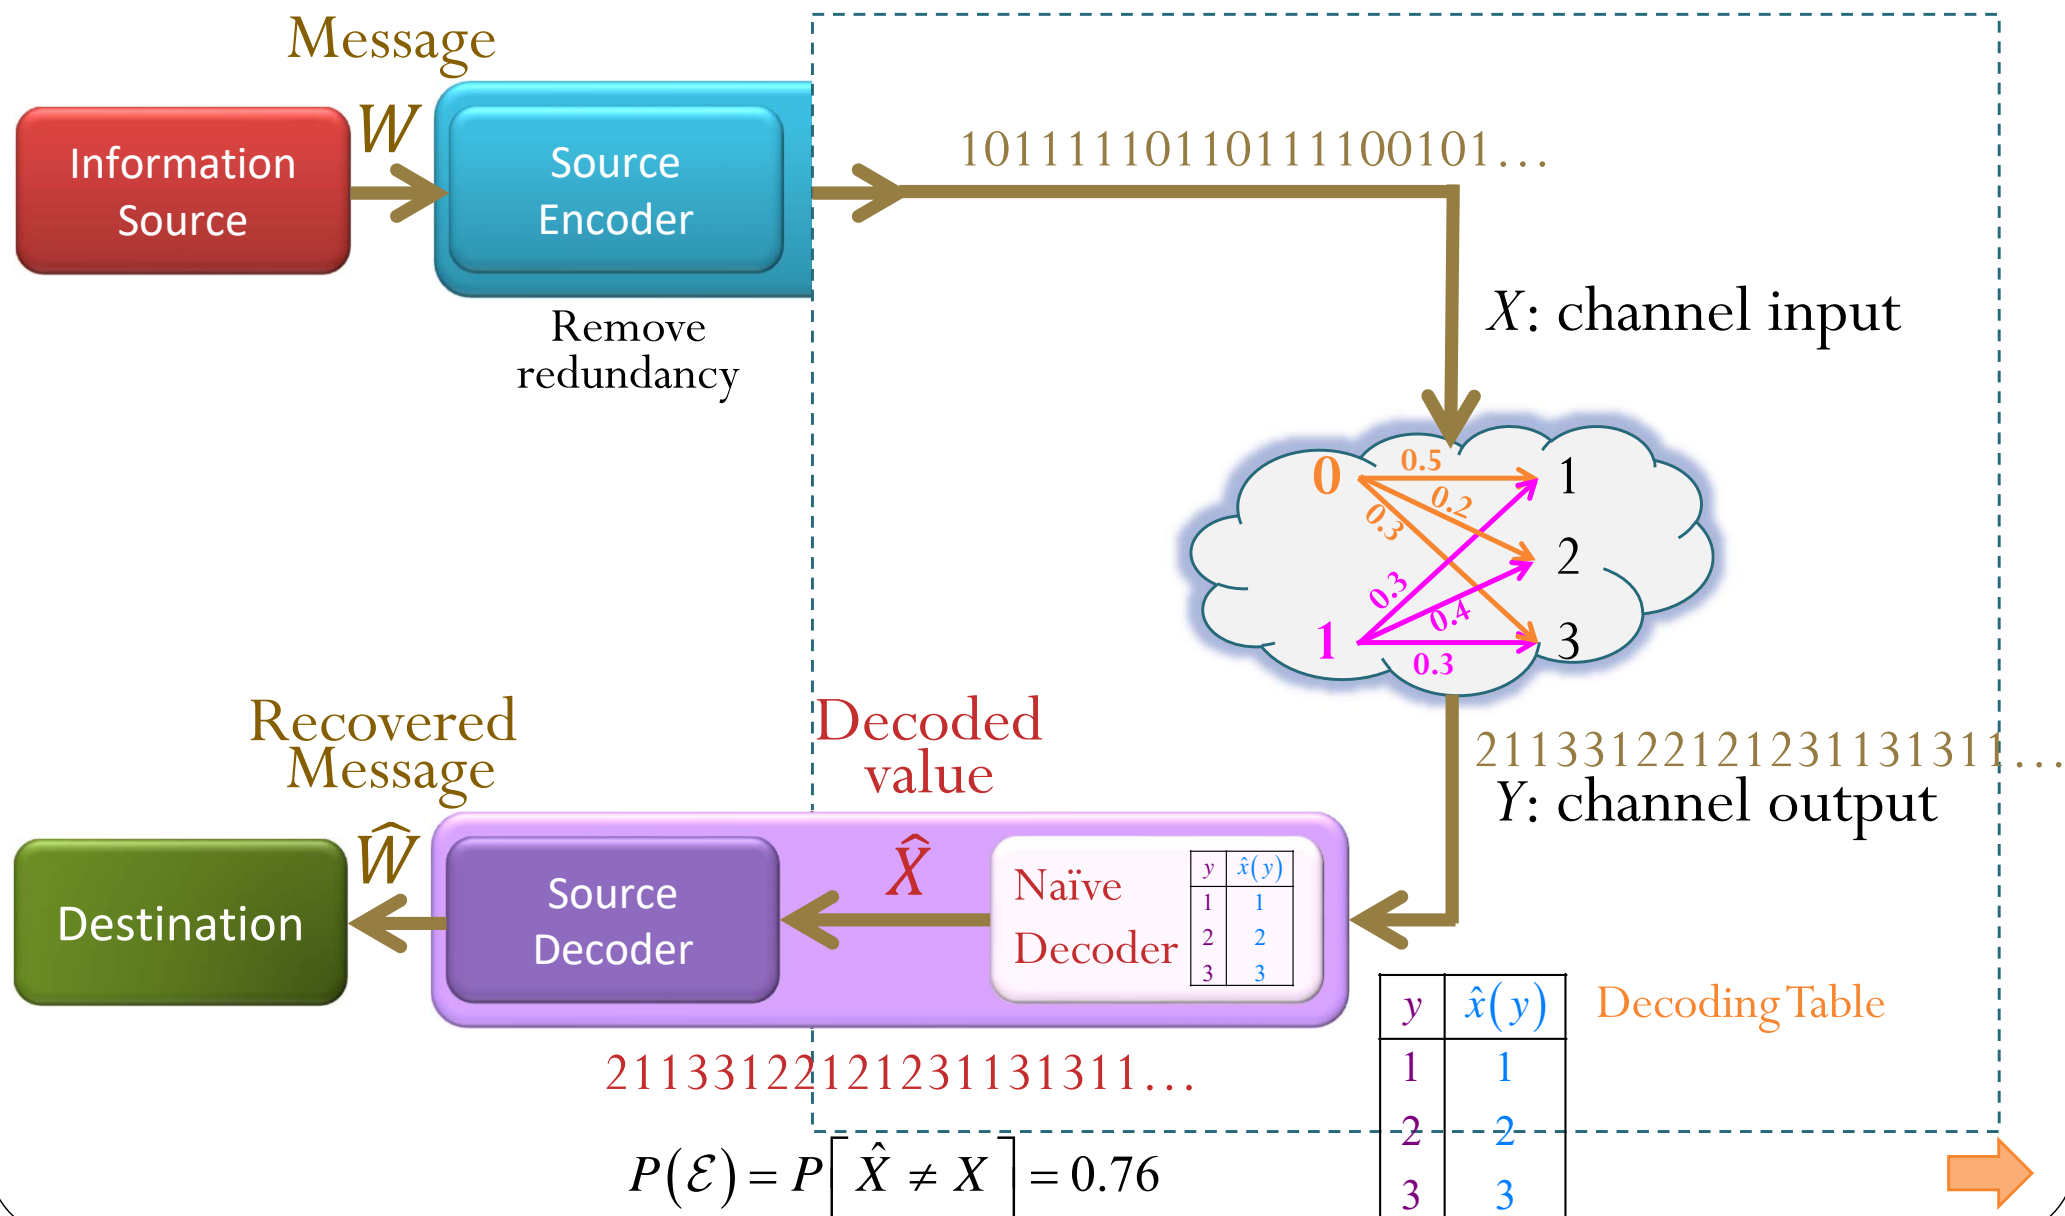 Message
W
Information
Source
Source
Encoder
Remove
redundancy
10111110110111100101...
X: channel input
0
0.5
0.2
0.3
1
2
3
1
0.3
0.4
0.3
21133122121231131311...
Y: channel output
Recovered
Message
Ŵ
Decoded
value
X̂
Destination
Source
Decoder
Naïve
Decoder
y x̂(y)
1 1
2 2
3 3
y x̂(y)
1 1
2 2
3 3
Decoding Table
21133122121231131311...
P(ℰ) = P[X̂ ≠ X] = 0.76